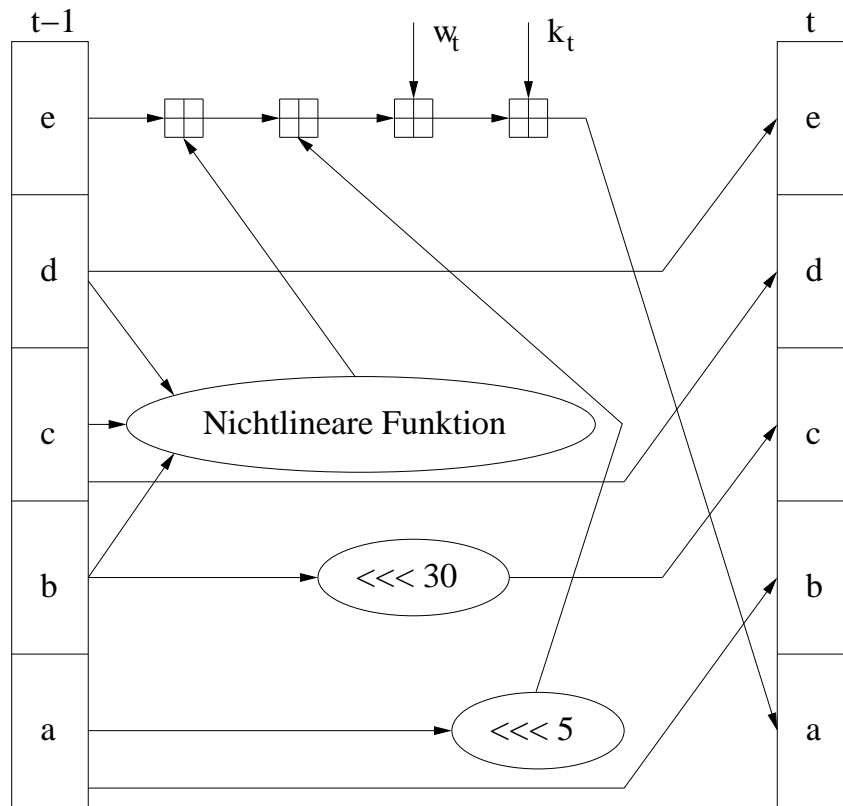 t−1
t
w_t
k_t
e
e
d
d
c
Nichtlineare Funktion
c
b
<<< 30
b
a
<<< 5
a